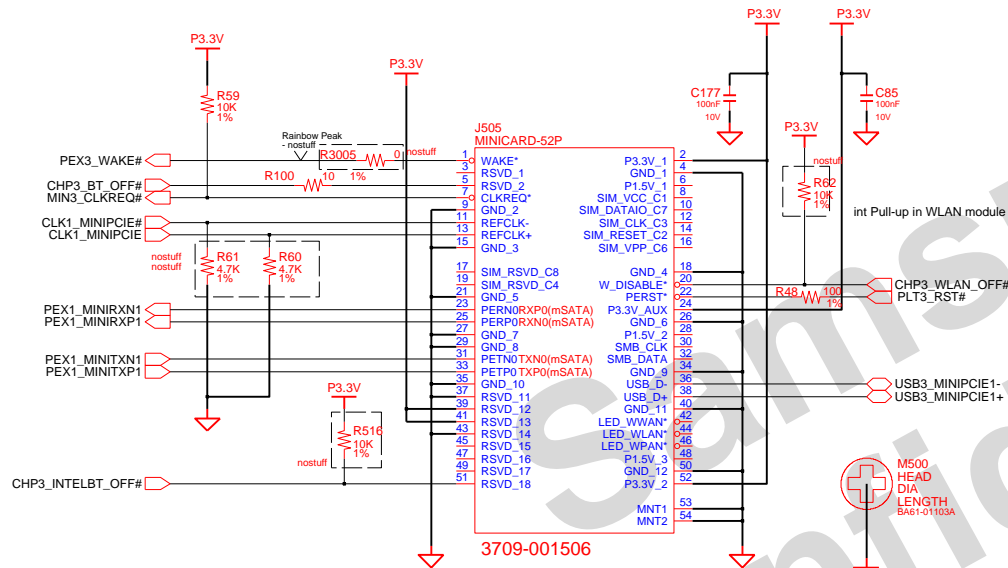 P3.3V
P3.3V
P3.3V
P3.3V
R59
10K
1%
C177
100nF
10V
C85
100nF
10V
P3.3V
J505
MINICARD-52P
Rainbow Peak
- nostuff
R3005
0
nostuff
1%
PEX3_WAKE#
CHP3_BT_OFF#
R100
10
MIN3_CLKREQ#
CLK1_MINIPCIE#
CLK1_MINIPCIE
nostuff
nostuff
R61
4.7K
1%
R60
4.7K
1%
PEX1_MINIRXN1
PEX1_MINIRXP1
PEX1_MINITXN1
PEX1_MINITXP1
P3.3V
R516
10K
1%
nostuff
CHP3_INTELBT_OFF#
1 WAKE*
3 RSVD_1
5 RSVD_2
7 CLKREQ*
9 GND_2
11 REFCLK-
13 REFCLK+
15 GND_3
17 SIM_RSVD_C8
19 SIM_RSVD_C4
21 GND_5
23 PERN0 RXP0(mSATA)
25 PERP0 RXN0(mSATA)
27 GND_7
29 GND_8
31 PETN0 TXN0(mSATA)
33 PETP0 TXP0(mSATA)
35 GND_10
37 RSVD_11
39 RSVD_12
41 RSVD_13
43 RSVD_14
45 RSVD_15
47 RSVD_16
49 RSVD_17
51 RSVD_18
P3.3V_1 2
GND_1 4
P1.5V_1 6
SIM_VCC_C1 8
SIM_DATAIO_C7 10
SIM_CLK_C3 12
SIM_RESET_C2 14
SIM_VPP_C6 16
GND_4 18
W_DISABLE* 20
PERST* 22
P3.3V_AUX 24
GND_6 26
P1.5V_2 28
SMB_CLK 30
SMB_DATA 32
GND_9 34
USB_D- 36
USB_D+ 38
GND_11 40
LED_WWAN* 42
LED_WLAN* 44
LED_WPAN* 46
P1.5V_3 48
GND_12 50
P3.3V_2 52
MNT1 53
MNT2 54
3709-001506
nostuff
R62
10K
1%
int Pull-up in WLAN module
CHP3_WLAN_OFF#
R48
100
1%
PLT3_RST#
USB3_MINIPCIE1-
USB3_MINIPCIE1+
M500
HEAD
DIA
LENGTH
BA61-01103A